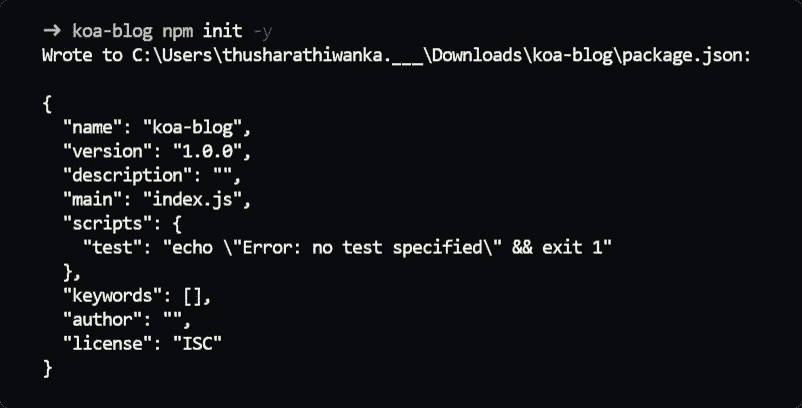 → koa-blog npm init -y
Wrote to C:\Users\thusharathiwanka.___\Downloads\koa-blog\package.json:
{
"name": "koa-blog",
"version": "1.0.0",
"description": "",
"main": "index.js",
"scripts": {
"test": "echo \"Error: no test specified\" && exit 1"
},
"keywords": [],
"author": "",
"license": "ISC"
}